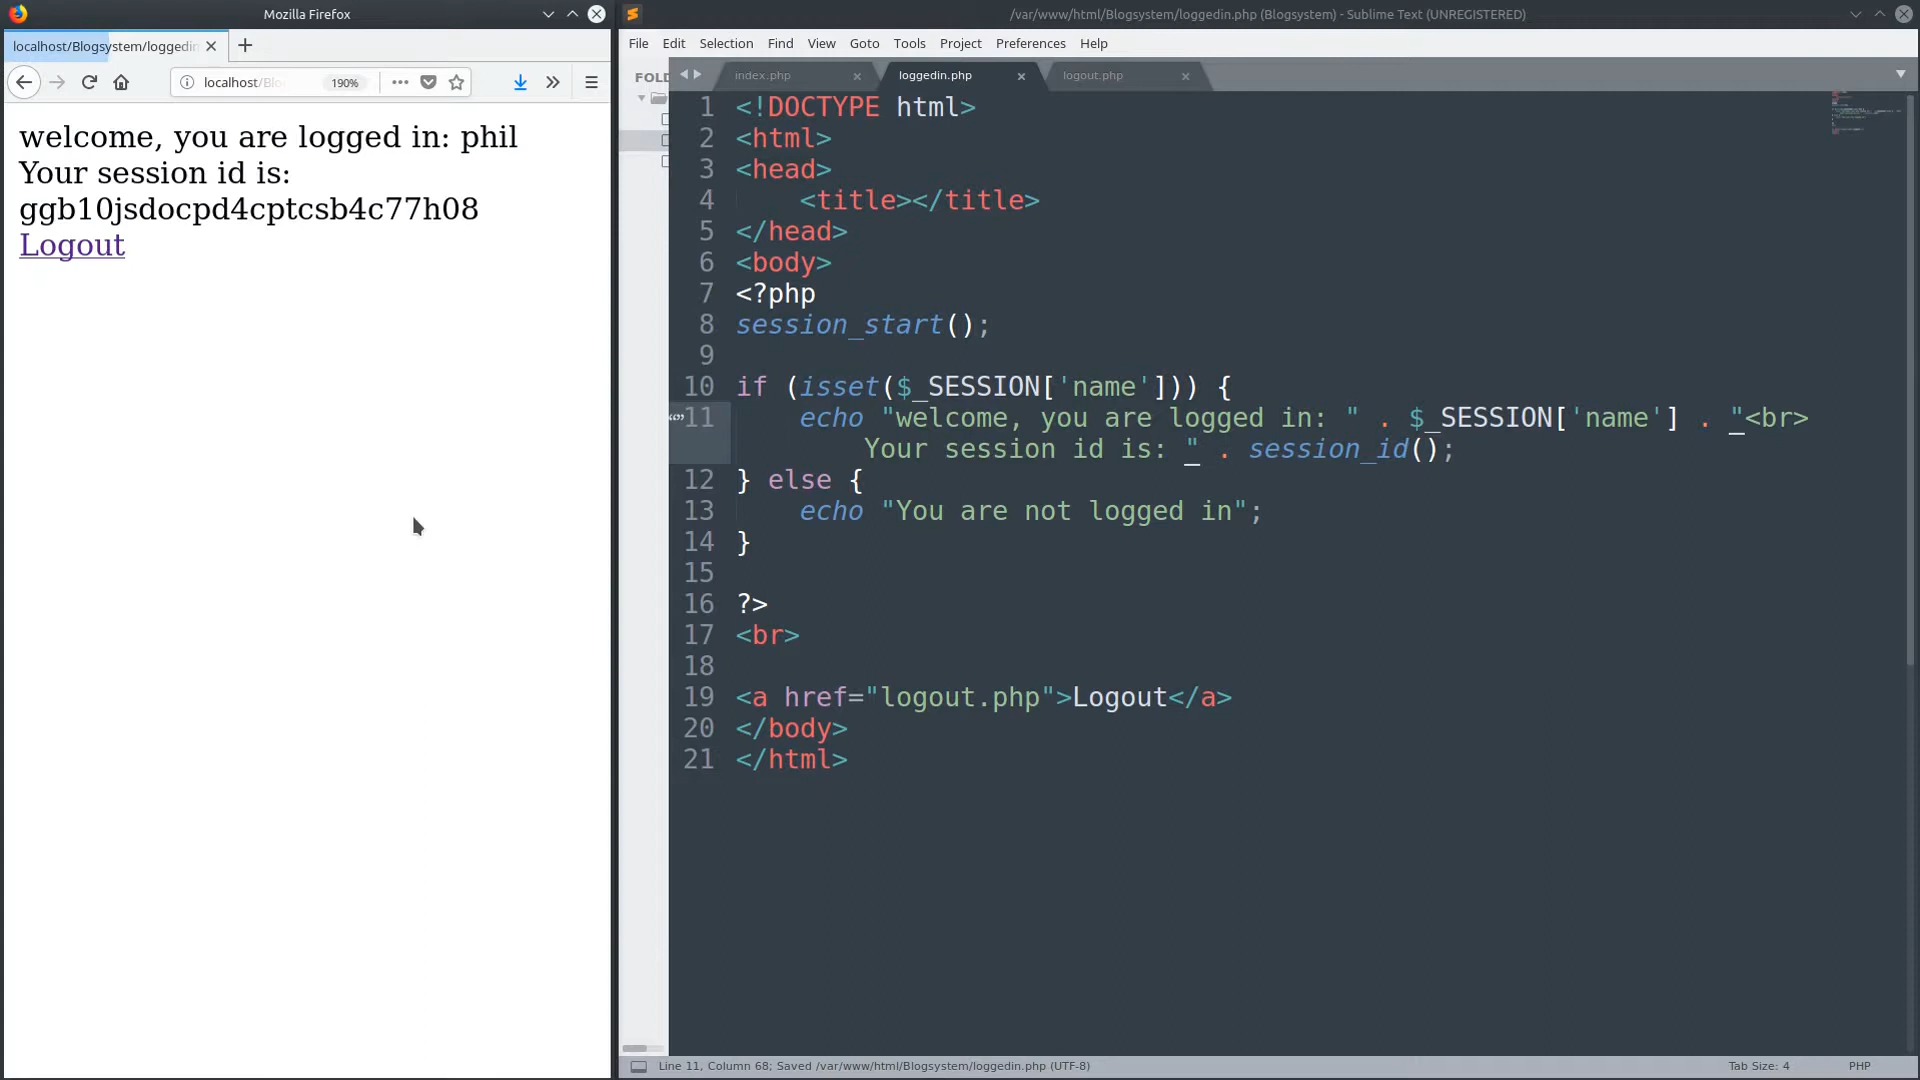 Mozilla Firefox
localhost/Blogsystem/loggedin
localhost/Blo
190%
welcome, you are logged in: phil
Your session id is:
ggb10jsdocpd4cptcsb4c77h08
Logout
/var/www/html/Blogsystem/loggedin.php (Blogsystem) - Sublime Text (UNREGISTERED)
File Edit Selection Find View Goto Tools Project Preferences Help
FOLD
index.php loggedin.php logout.php
1 <!DOCTYPE html>
2 <html>
3 <head>
4 <title></title>
5 </head>
6 <body>
7 <?php
8 session_start();
9
10 if (isset($_SESSION['name'])) {
11 echo "welcome, you are logged in: " . $_SESSION['name'] . "<br>
Your session id is: " . session_id();
12 } else {
13 echo "You are not logged in";
14 }
15
16 ?>
17 <br>
18
19 <a href="logout.php">Logout</a>
20 </body>
21 </html>
Line 11, Column 68; Saved /var/www/html/Blogsystem/loggedin.php (UTF-8)
Tab Size: 4
PHP